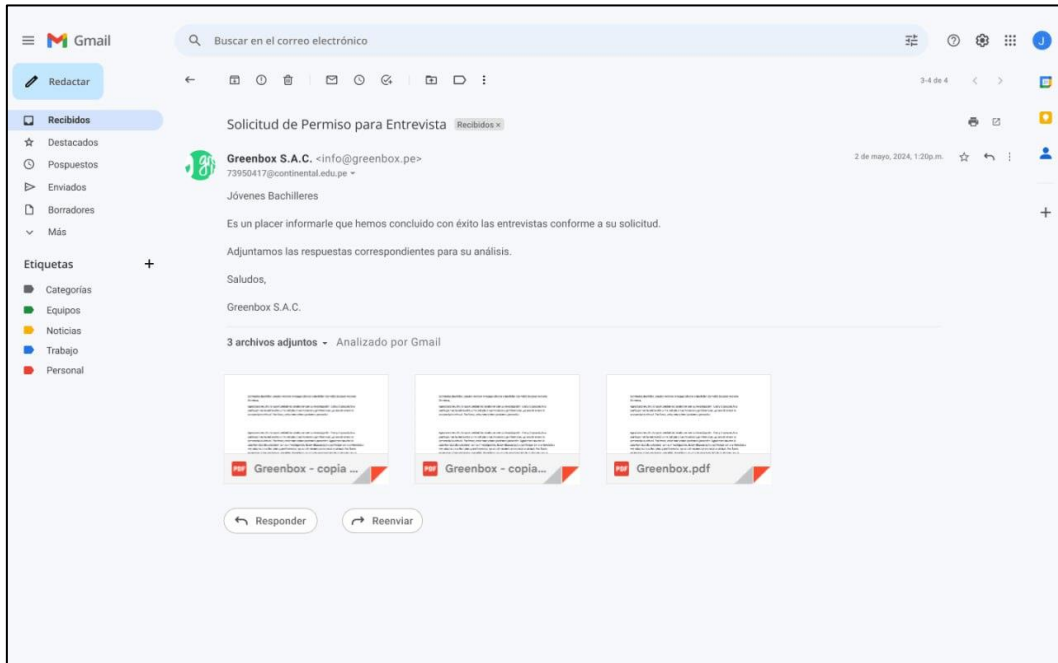 Gmail
Buscar en el correo electrónico
J
Redactar
3-4 de 4
Recibidos
Destacados
Pospuestos
Enviados
Borradores
Más
Etiquetas +
Categorías
Equipos
Noticias
Trabajo
Personal
Solicitud de Permiso para Entrevista Recibidos ×
Greenbox S.A.C. <info@greenbox.pe>
2 de mayo, 2024, 1:20p.m.
73950417@continental.edu.pe
Jóvenes Bachilleres
Es un placer informarle que hemos concluido con éxito las entrevistas conforme a su solicitud.
Adjuntamos las respuestas correspondientes para su análisis.
Saludos,
Greenbox S.A.C.
3 archivos adjuntos Analizado por Gmail
PDF Greenbox - copia ...
PDF Greenbox - copia...
PDF Greenbox.pdf
Responder
Reenviar